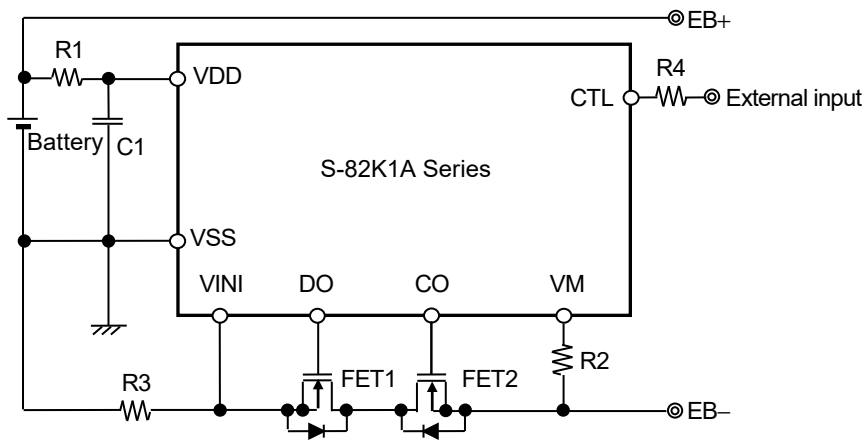 EB+
R1
VDD
R4
CTL
External input
Battery
C1
S-82K1A Series
VSS
VINI
DO
CO
VM
R2
FET1
FET2
R3
EB−